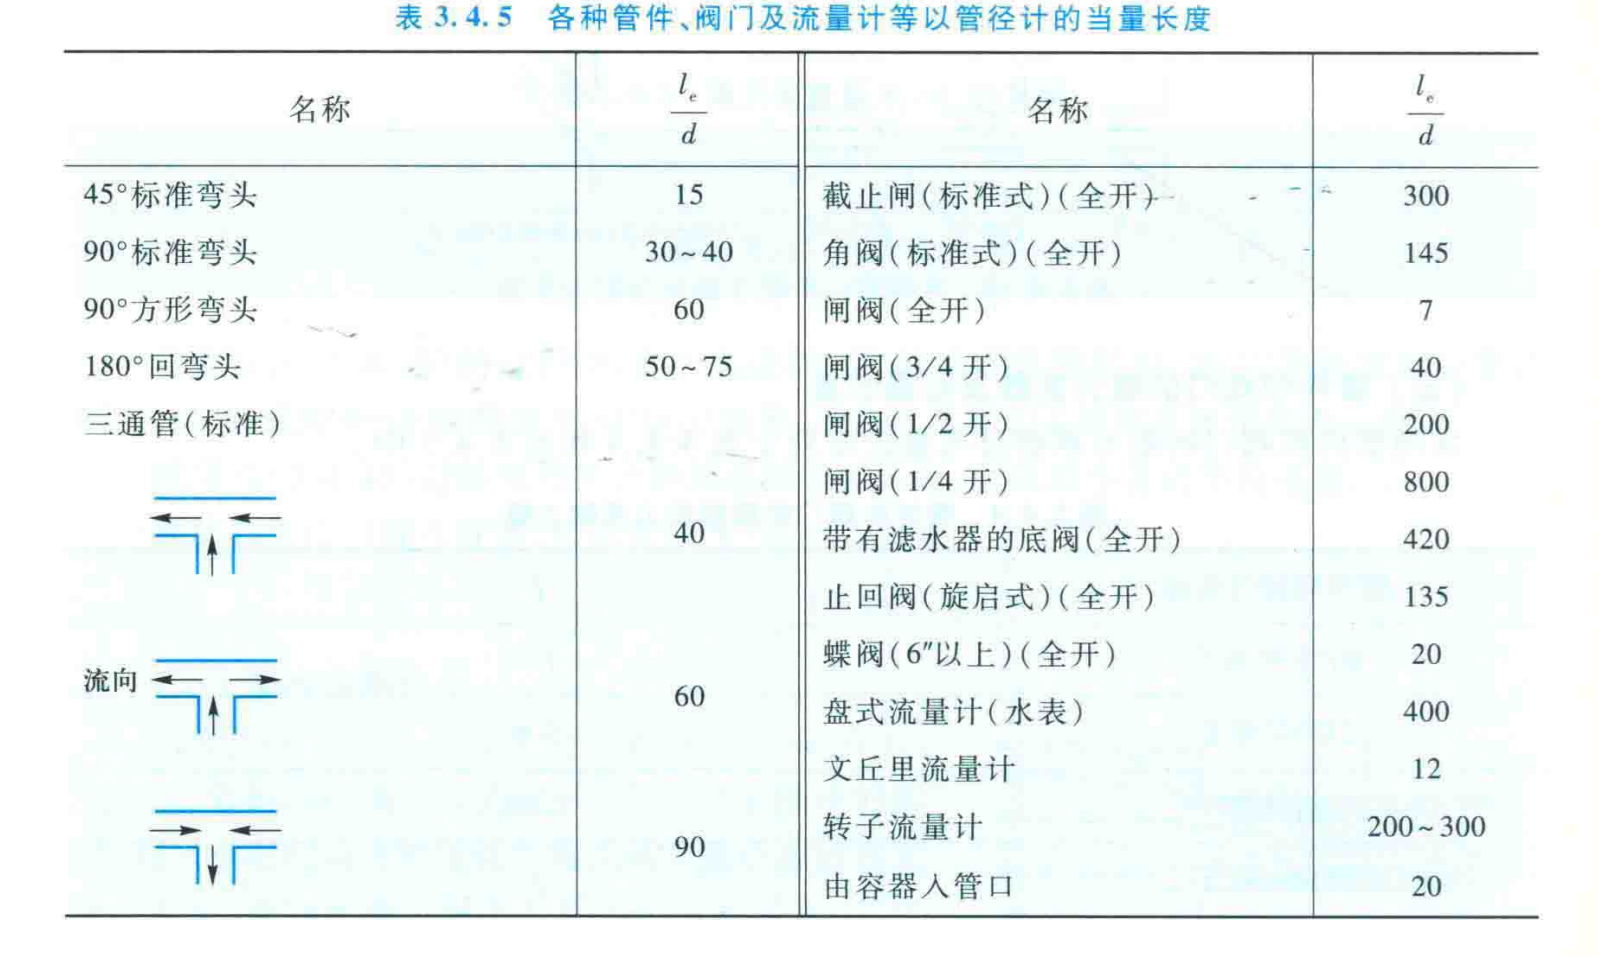 表 3.4.5 各种管件、阀门及流量计等以管径计的当量长度
名称 l_e/d 名称 l_e/d
45°标准弯头 15 截止闸(标准式)(全开) 300
90°标准弯头 30~40 角阀(标准式)(全开) 145
90°方形弯头 60 闸阀(全开) 7
180°回弯头 50~75 闸阀(3/4 开) 40
三通管(标准) 闸阀(1/2 开) 200
闸阀(1/4 开) 800
40 带有滤水器的底阀(全开) 420
止回阀(旋启式)(全开) 135
蝶阀(6″以上)(全开) 20
流向 60 盘式流量计(水表) 400
文丘里流量计 12
90 转子流量计 200~300
由容器入管口 20